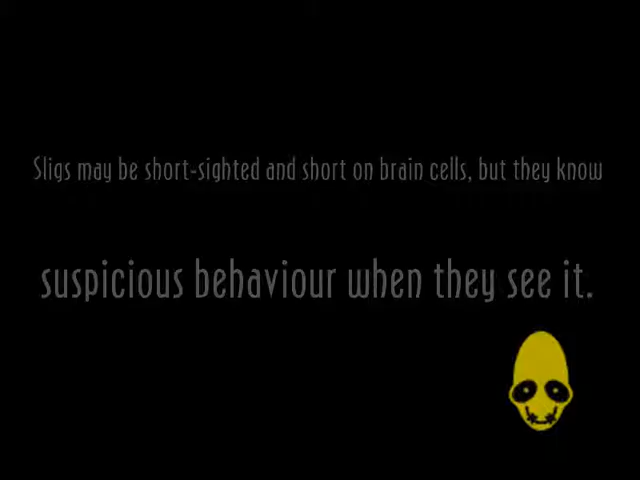 Sligs may be short-sighted and short on brain cells, but they know
suspicious behaviour when they see it.